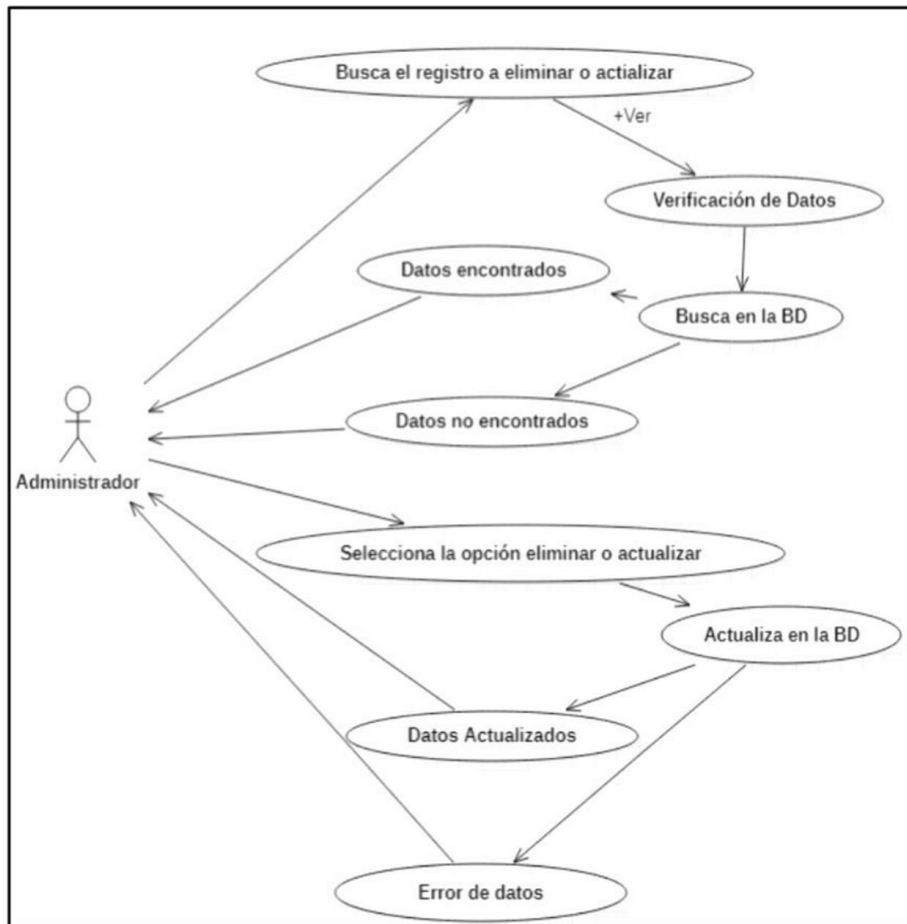 Busca el registro a eliminar o actializar
+Ver
Verificación de Datos
Datos encontrados
Busca en la BD
Datos no encontrados
Administrador
Selecciona la opción eliminar o actualizar
Actualiza en la BD
Datos Actualizados
Error de datos